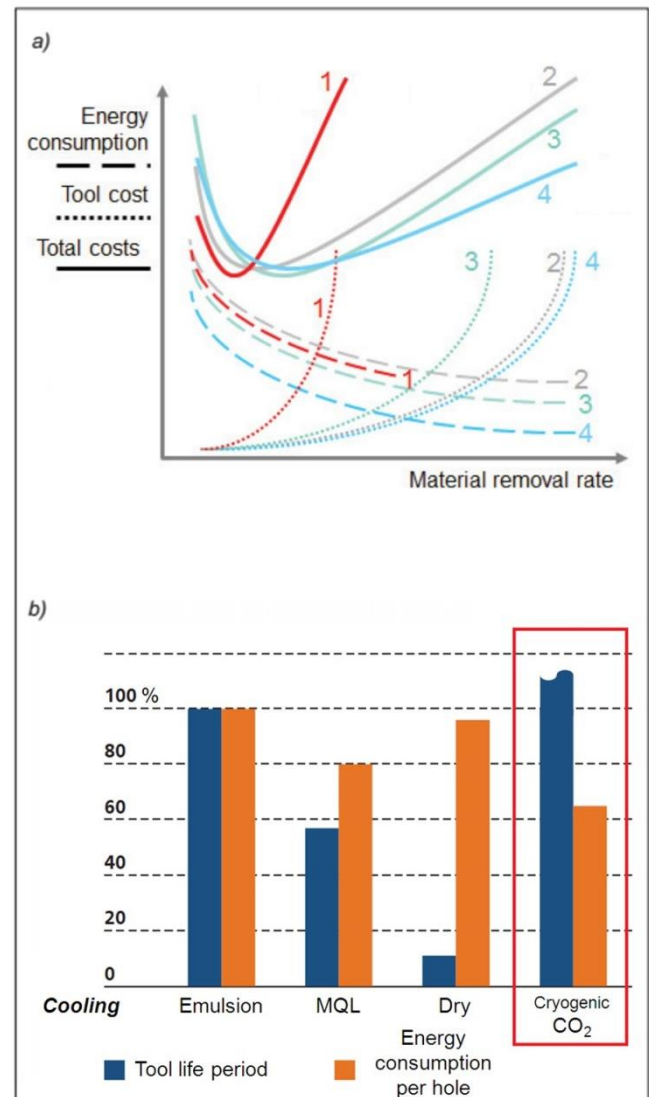 a)
Energy
consumption
Tool cost
Total costs
1
2
3
4
1
3
2
4
1
2
3
4
Material removal rate
b)
100 %
80
60
40
20
0
Cooling
Emulsion
MQL
Dry
Cryogenic
CO₂
Tool life period
Energy
consumption
per hole